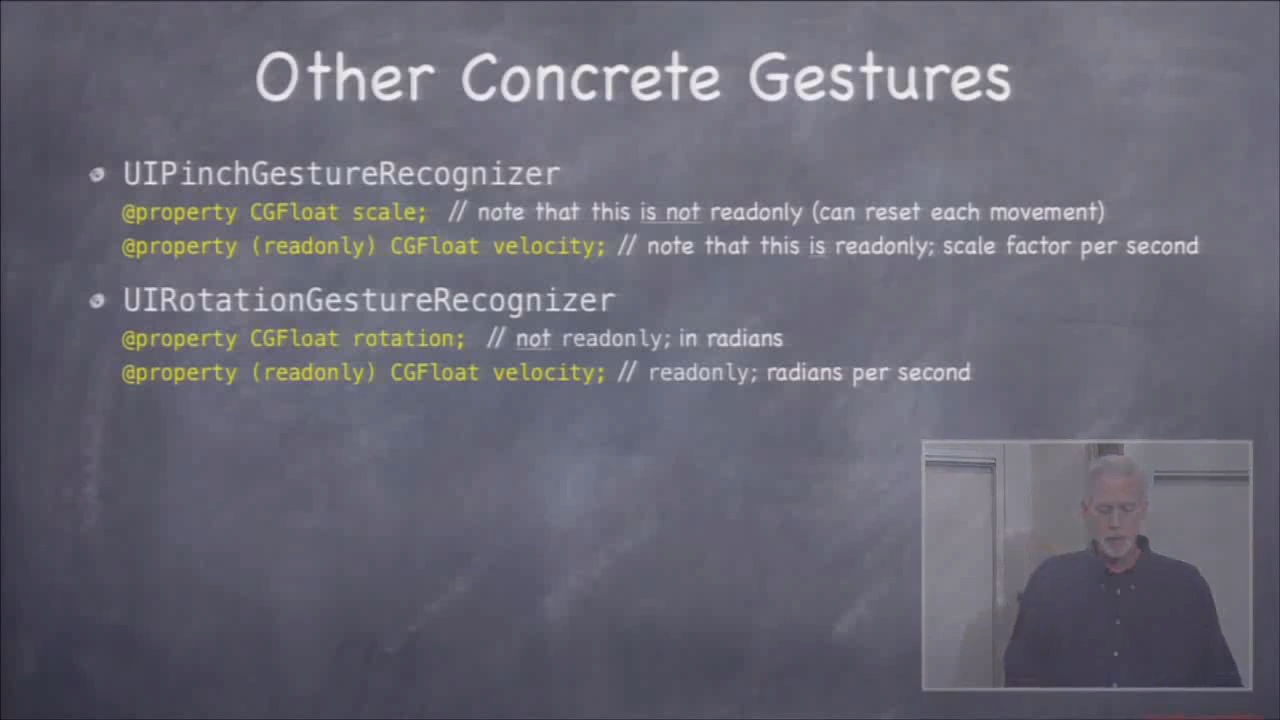 Other Concrete Gestures
UIPinchGestureRecognizer
@property CGFloat scale; // note that this is not readonly (can reset each movement)
@property (readonly) CGFloat velocity; // note that this is readonly; scale factor per second
UIRotationGestureRecognizer
@property CGFloat rotation; // not readonly; in radians
@property (readonly) CGFloat velocity; // readonly; radians per second